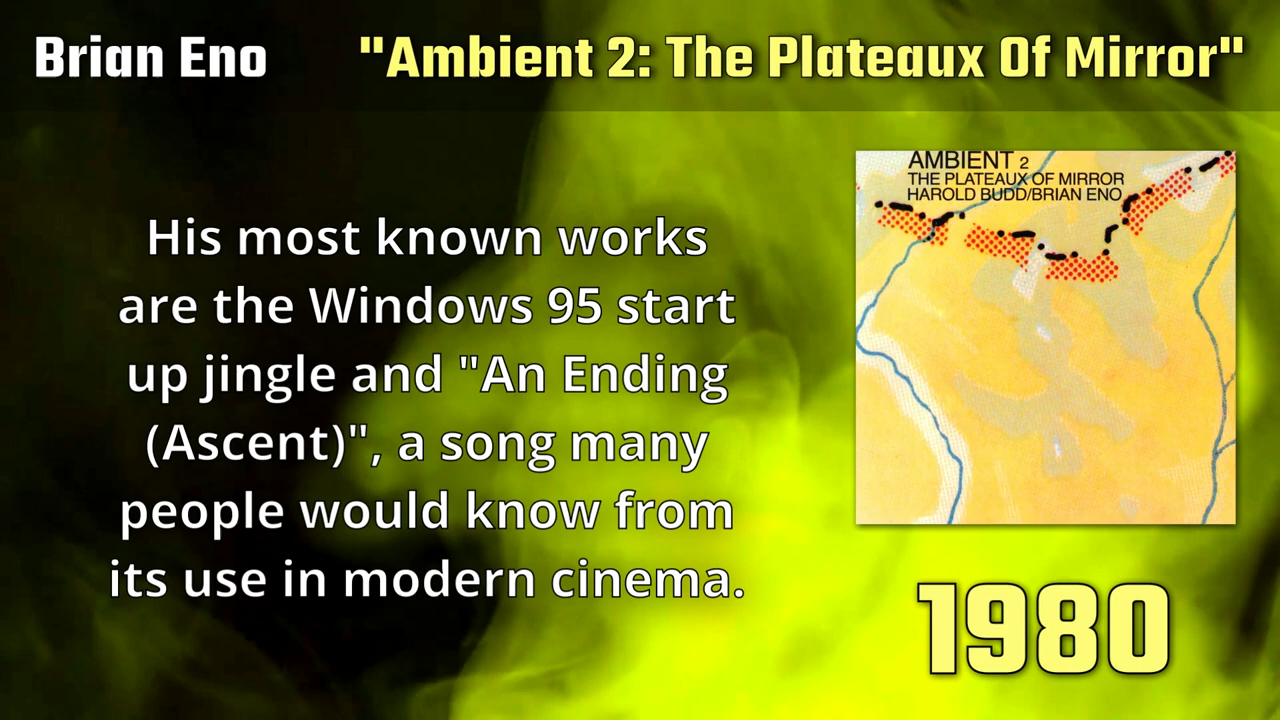 Brian Eno
"Ambient 2: The Plateaux Of Mirror"
His most known works
are the Windows 95 start
up jingle and "An Ending
(Ascent)", a song many
people would know from
its use in modern cinema.
AMBIENT 2
THE PLATEAUX OF MIRROR
HAROLD BUDD/BRIAN ENO
1980